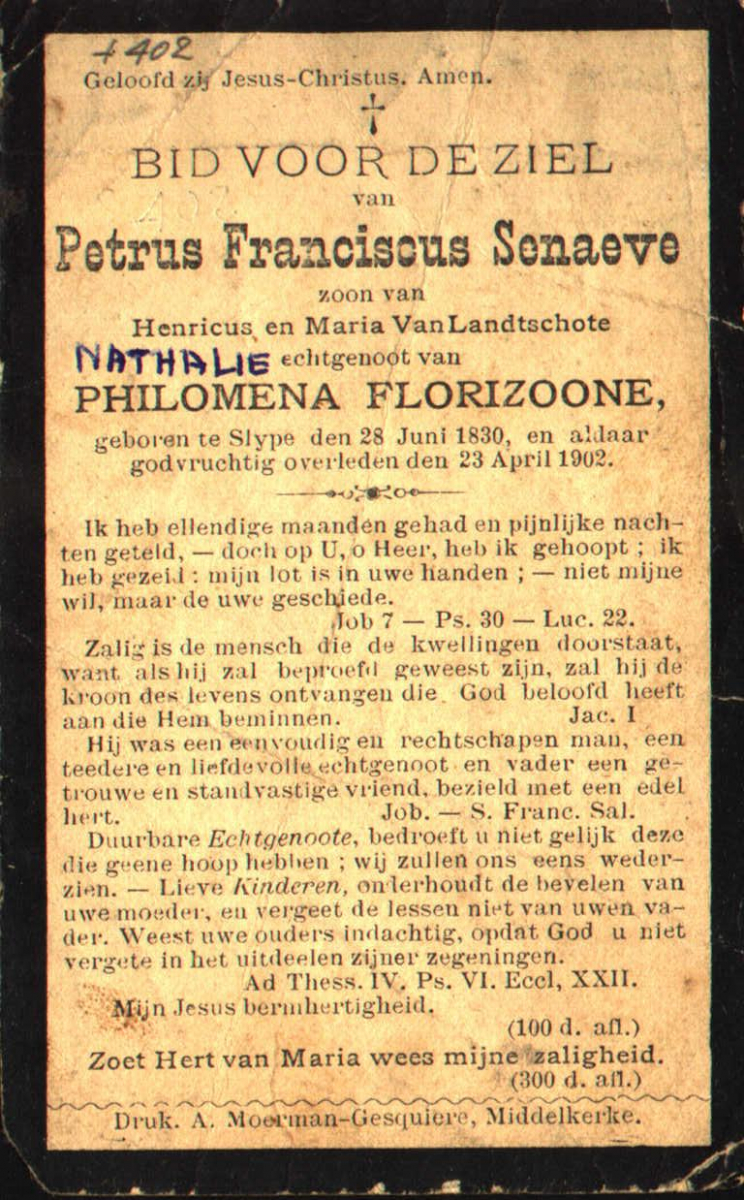 + 402
Geloofd zij Jesus-Christus. Amen.
BID VOOR DE ZIEL
van
Petrus Franciscus Senaeve
zoon van
Henricus en Maria VanLandtschote
NATHALIE echtgenoot van
PHILOMENA FLORIZOONE,
geboren te Slype den 28 Juni 1830, en aldaar
godvruchtig overleden den 23 April 1902.
Ik heb ellendige maanden gehad en pijnlijke nach-
ten geteld, — doch op U, o Heer, heb ik gehoopt ; ik
heb gezeid : mijn lot is in uwe handen ; — niet mijne
wil, maar de uwe geschiede.
Job 7 — Ps. 30 — Luc. 22.
Zalig is de mensch die de kwellingen doorstaat,
want als hij zal beproefd geweest zijn, zal hij de
kroon des levens ontvangen die God beloofd heeft
aan die Hem beminnen. Jac. I
Hij was een eenvoudig en rechtschapen man, een
teedere en liefdevolle echtgenoot en vader een ge-
trouwe en standvastige vriend, bezield met een edel
hert. Job. — S. Franc. Sal.
Duurbare Echtgenoote, bedroeft u niet gelijk deze
die geene hoop hebben ; wij zullen ons eens weder-
zien. — Lieve Kinderen, onderhoudt de bevelen van
uwe moeder, en vergeet de lessen niet van uwen va-
der. Weest uwe ouders indachtig, opdat God u niet
vergete in het uitdeelen zijner zegeningen.
Ad Thess. IV. Ps. VI. Eccl, XXII.
Mijn Jesus bermhertigheid.
(100 d. afl.)
Zoet Hert van Maria wees mijne zaligheid.
(300 d. afl.)
Druk. A. Moerman-Gesquiere, Middelkerke.